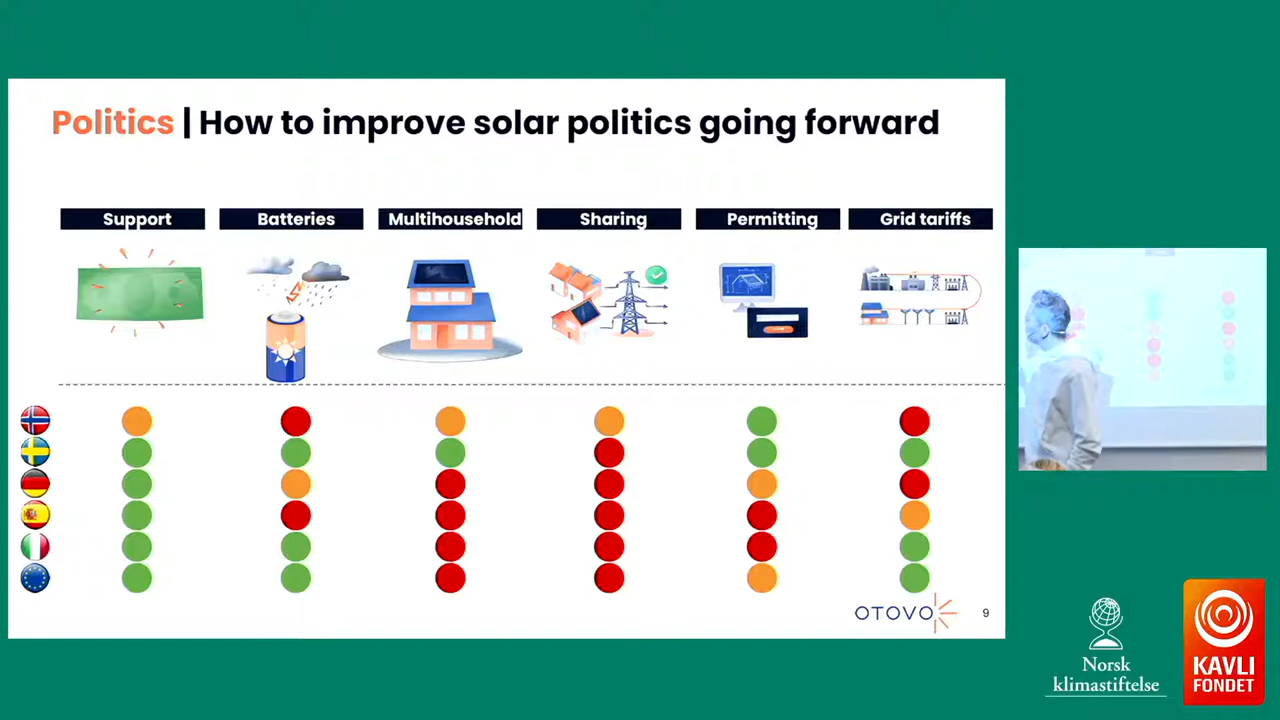 Politics | How to improve solar politics going forward
Support
Batteries
Multihousehold
Sharing
Permitting
Grid tariffs
OTOVO
9
Norsk
klimastiftelse
KAVLI
FONDET